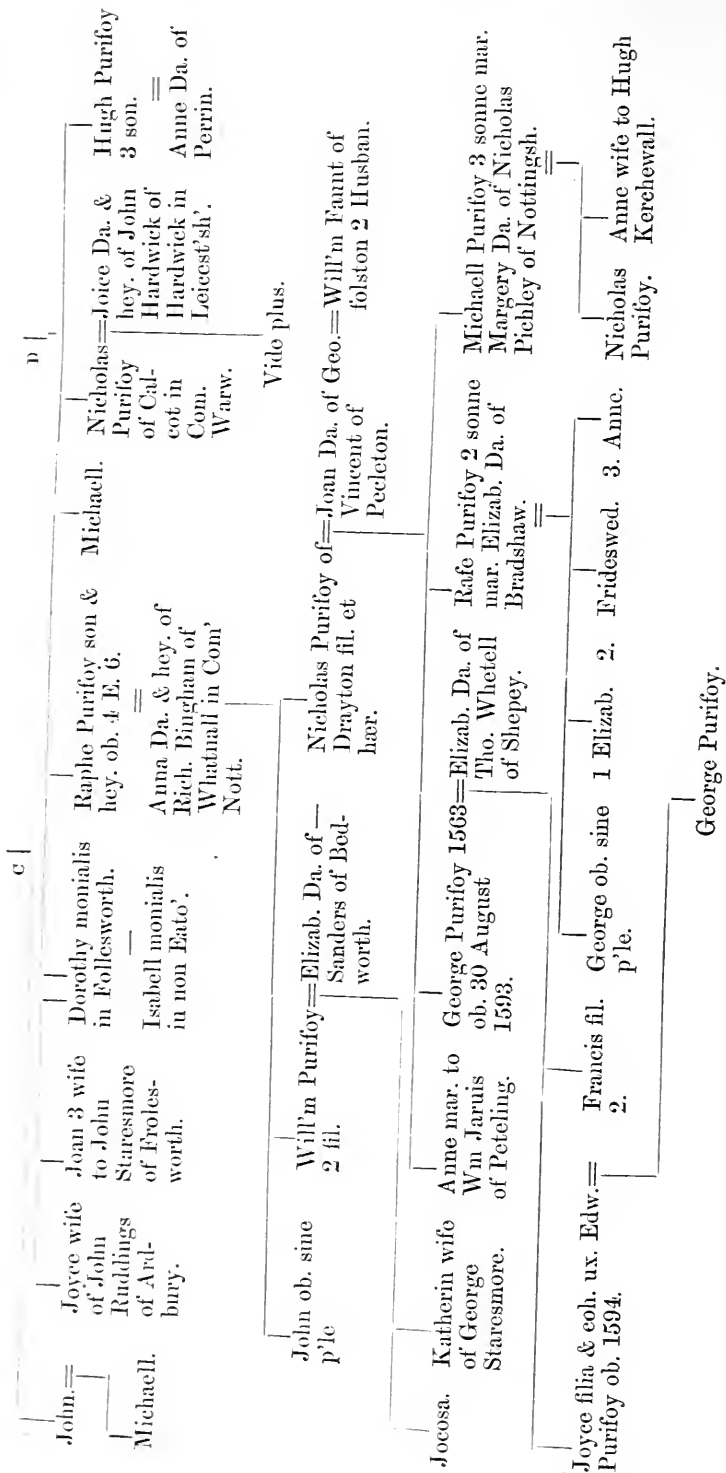 c
D
John.=
Michaell.
Joyce wife
of John
Ruddings
of Ard-
bury.
Joan 3 wife
to John
Staresmore
of Froles-
worth.
Dorothy monialis
in Follesworth.
Isabell monialis
in non Eato'.
Raphe Purifoy son &
hey. ob. 4 E. 6.
=
Anna Da. & hey. of
Rich. Bingham of
Whatnall in Com'
Nott.
Michaell.
Nicholas=Joice Da. &
Purifoy hey. of John
of Cal- Hardwick of
cot in Hardwick in
Com. Leicest'sh'.
Warw.
Vide plus.
Hugh Purifoy
3 son.
=
Anne Da. of
Perrin.
John ob. sine
p'le
Will'm Purifoy=Elizab. Da. of—
2 fil. Sanders of Bed-
worth.
Nicholas Purifoy of=Joan Da. of Geo.=Will'm Faunt of
Drayton fil. et Vincent of folston 2 Husban.
hær. Pecleton.
Jocosa.
Katherin wife
of George
Staresmore.
Anne mar. to
Wm Jaruis
of Peteling.
George Purifoy 1563=Elizab. Da. of
ob. 30 August Tho. Whetell
1593. of Shepey.
Rafe Purifoy 2 sonne
mar. Elizab. Da. of
Bradshaw.
=
Michaell Purifoy 3 sonne mar.
Margery Da. of Nicholas
Pichley of Nottingsh.
=
Joyce filia & coh. ux. Edw.=
Purifoy ob. 1594.
Francis fil.
2.
George ob. sine
p'le.
1 Elizab.
2. Frideswed.
3. Anne.
Nicholas
Purifoy.
Anne wife to Hugh
Kerehewall.
George Purifoy.